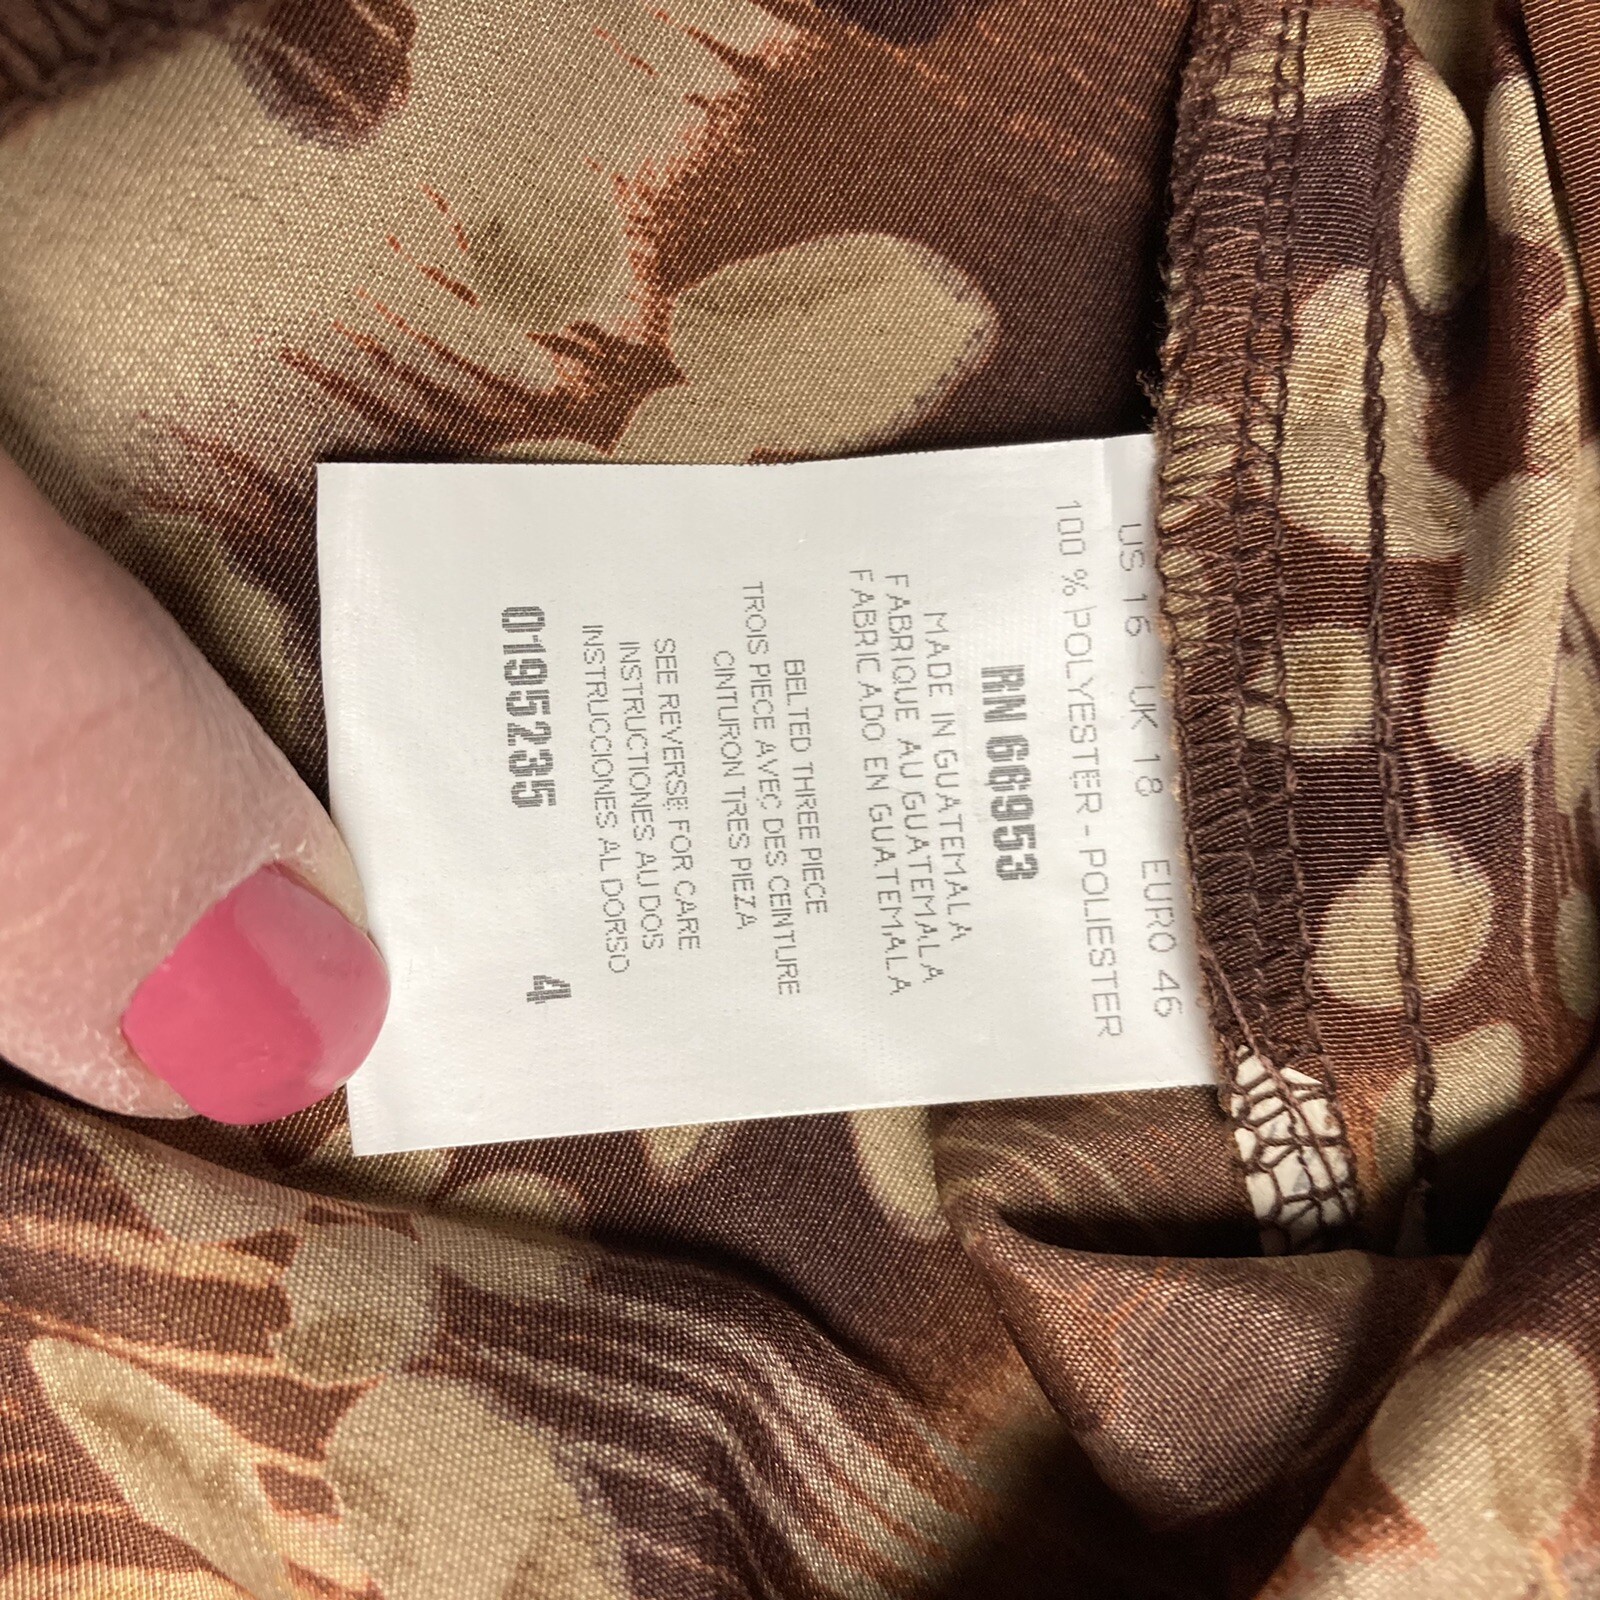 US 16 UK 18 EURO 46
100 % POLYESTER - POLIESTER
RN 66953
MADE IN GUATEMALA
FABRIQUE AU GUATEMALA
FABRICADO EN GUATEMALA
BELTED THREE PIECE
TROIS PIECE AVEC DES CEINTURE
CINTURON TRES PIEZA
SEE REVERSE FOR CARE
INSTRUCTIONES AU DOS
INSTRUCCIONES AL DORSO
0195235 4